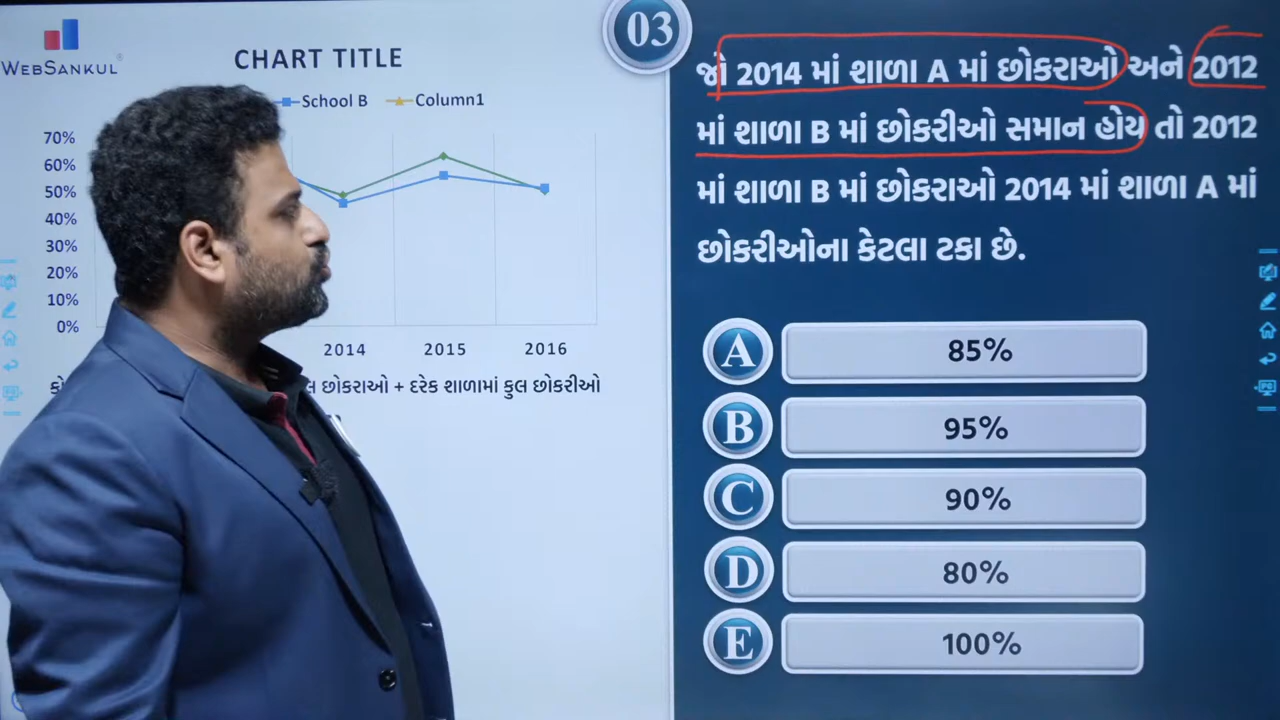 WEBSANKUL
CHART TITLE
School B
Column1
70%
60%
50%
40%
30%
20%
10%
0%
2014 2015 2016
છોકરાઓ + દરેક શાળામાં કુલ છોકરીઓ
03
જો 2014 માં શાળા A માં છોકરાઓ અને 2012
માં શાળા B માં છોકરીઓ સમાન હોય તો 2012
માં શાળા B માં છોકરાઓ 2014 માં શાળા A માં
છોકરીઓના કેટલા ટકા છે.
A 85%
B 95%
C 90%
D 80%
E 100%